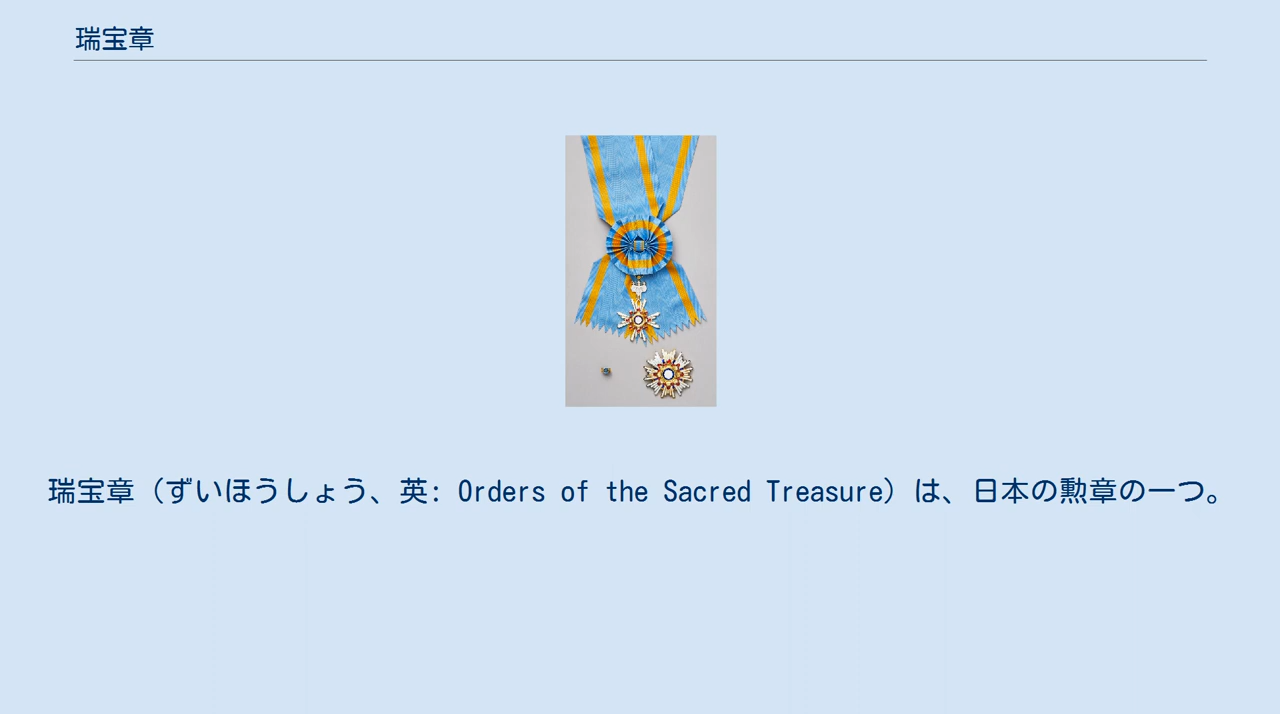 瑞宝章
瑞宝章（ずいほうしょう、英: Orders of the Sacred Treasure）は、日本の勲章の一つ。